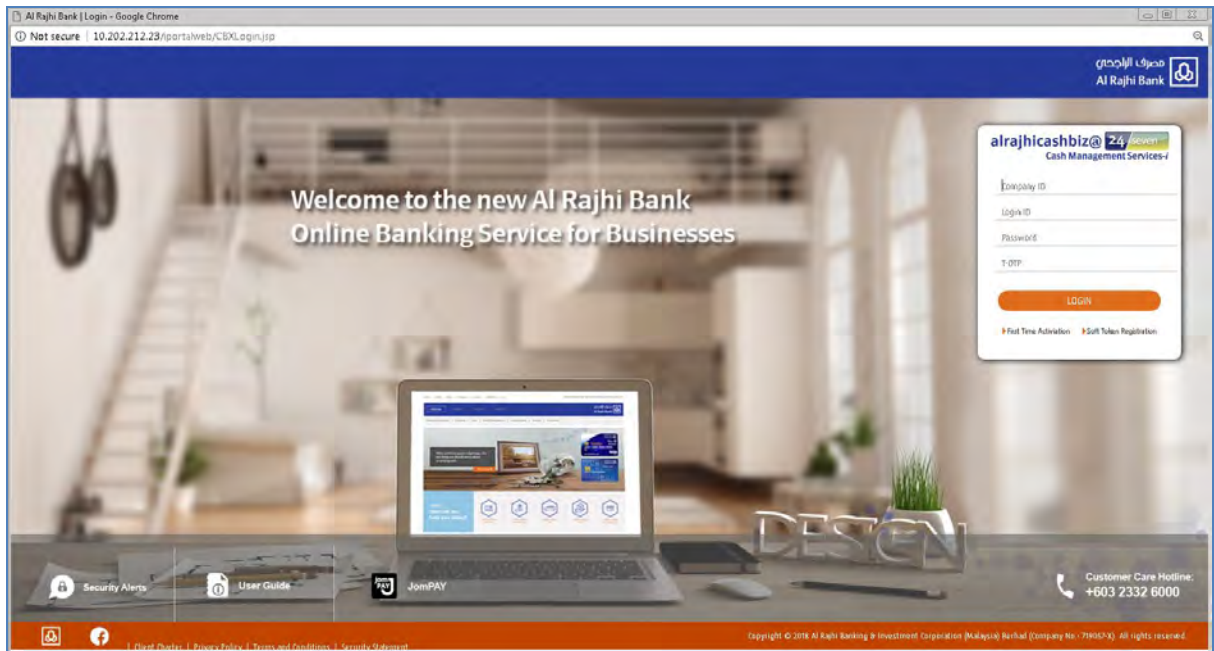 Al Rajhi Bank | Login - Google Chrome
Not secure | 10.202.212.23/iportalweb/CBXLogin.jsp
مصرف الراجحي
Al Rajhi Bank
alrajhicashbiz@ 24 seven
Cash Management Services-i
Welcome to the new Al Rajhi Bank
Online Banking Service for Businesses
Company ID
Login ID
Password
T-OTP
LOGIN
First Time Activiation
Soft Token Registration
DESIGN
Security Alerts
User Guide
Jom PAY
JomPAY
Customer Care Hotline:
+603 2332 6000
| Client Charter | Privacy Policy | Terms and Conditions | Security Statement
Copyright © 2018 Al Rajhi Banking & Investment Corporation (Malaysia) Berhad (Company No.- 719057-X). All rights reserved.